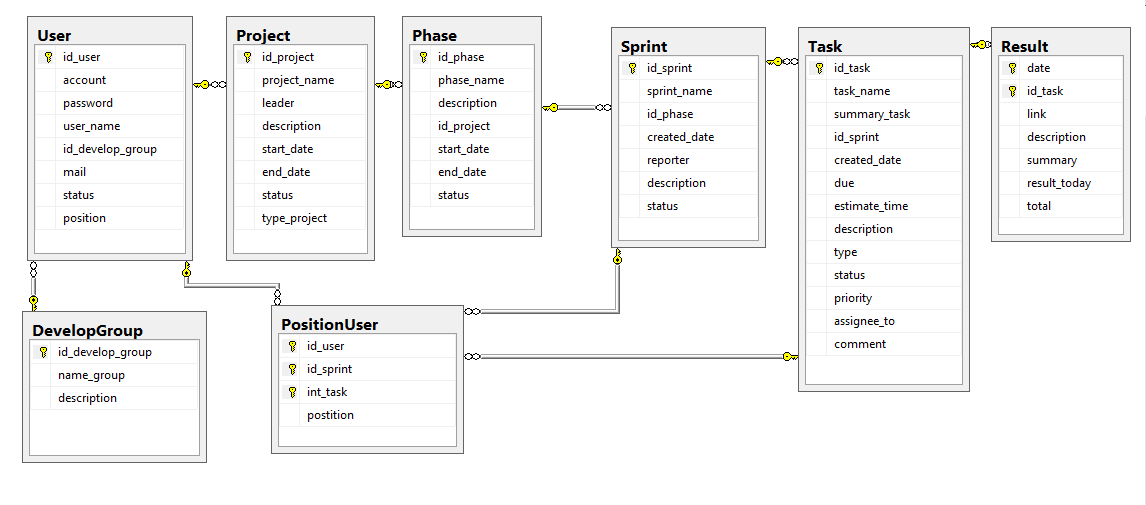 User
id_user
account
password
user_name
id_develop_group
mail
status
position
Project
id_project
project_name
leader
description
start_date
end_date
status
type_project
Phase
id_phase
phase_name
description
id_project
start_date
end_date
status
Sprint
id_sprint
sprint_name
id_phase
created_date
reporter
description
status
Task
id_task
task_name
summary_task
id_sprint
created_date
due
estimate_time
description
type
status
priority
assignee_to
comment
Result
date
id_task
link
description
summary
result_today
total
DevelopGroup
id_develop_group
name_group
description
PositionUser
id_user
id_sprint
int_task
postition